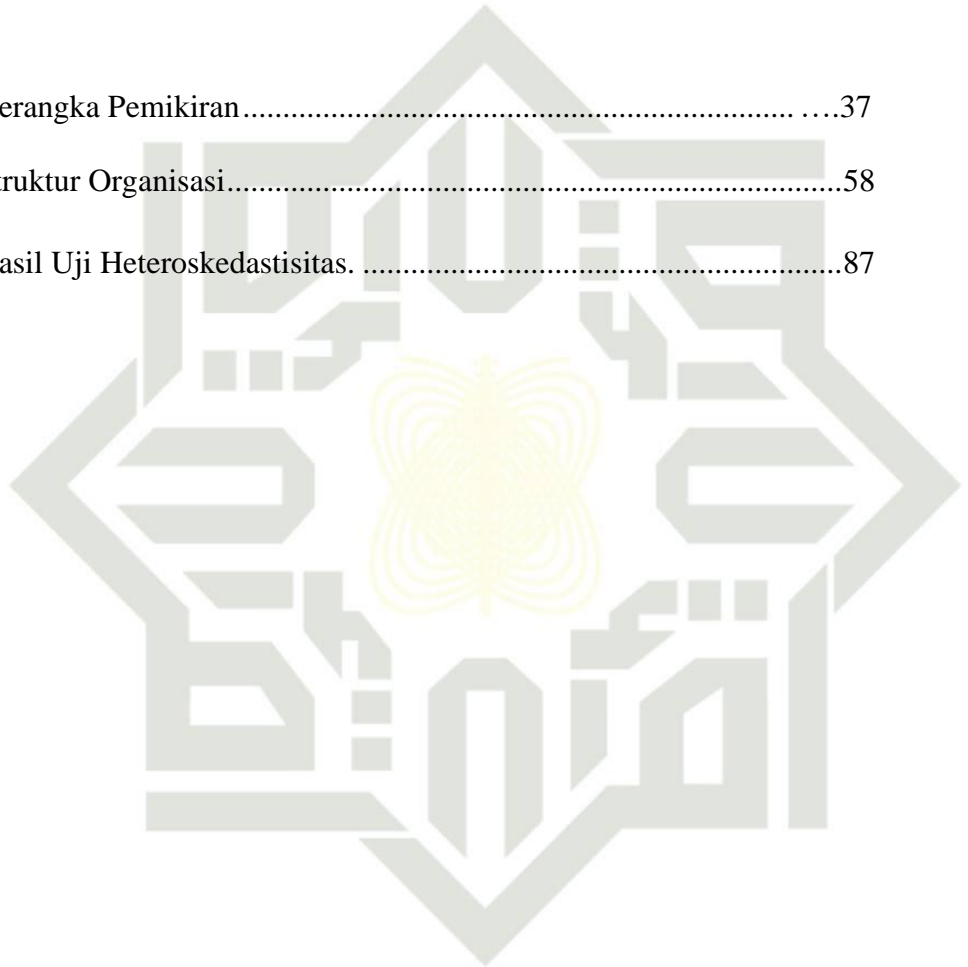 erangka Pemikiran...................................................................... ….37
truktur Organisasi..............................................................................58
asil Uji Heteroskedastisitas. .............................................................87